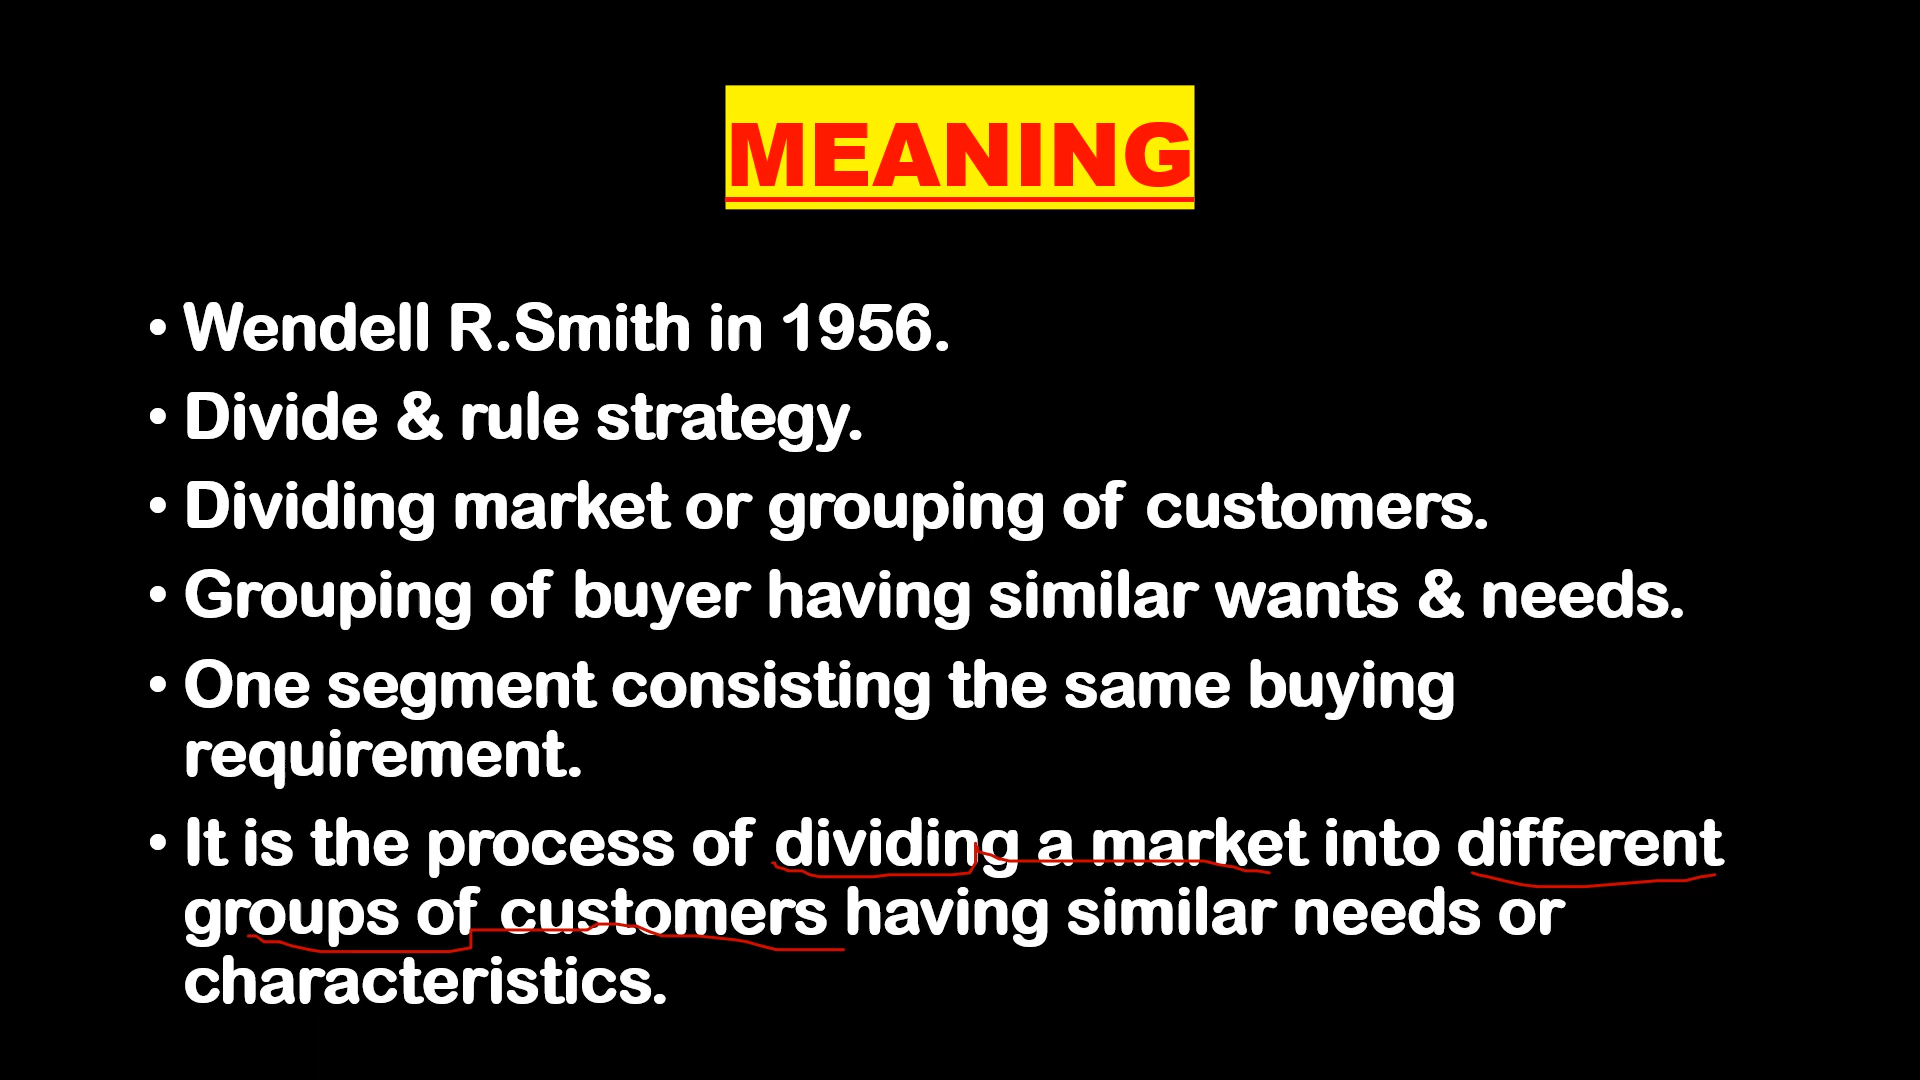 MEANING
• Wendell R.Smith in 1956.
• Divide & rule strategy.
• Dividing market or grouping of customers.
• Grouping of buyer having similar wants & needs.
• One segment consisting the same buying
requirement.
• It is the process of dividing a market into different
groups of customers having similar needs or
characteristics.